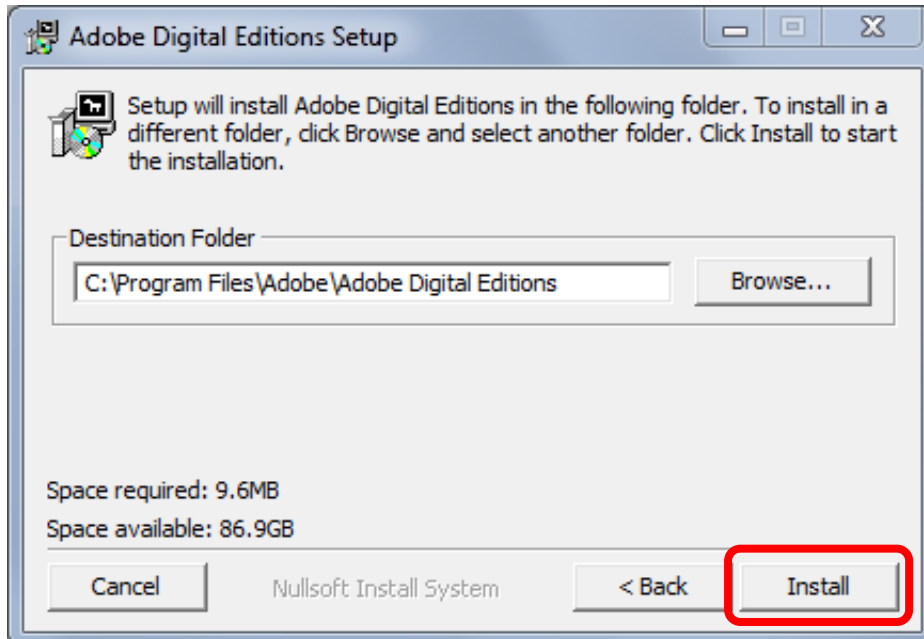 Adobe Digital Editions Setup
Setup will install Adobe Digital Editions in the following folder. To install in a
different folder, click Browse and select another folder. Click Install to start
the installation.
Destination Folder
C:\Program Files\Adobe\Adobe Digital Editions
Browse...
Space required: 9.6MB
Space available: 86.9GB
Cancel
Nullsoft Install System
< Back
Install